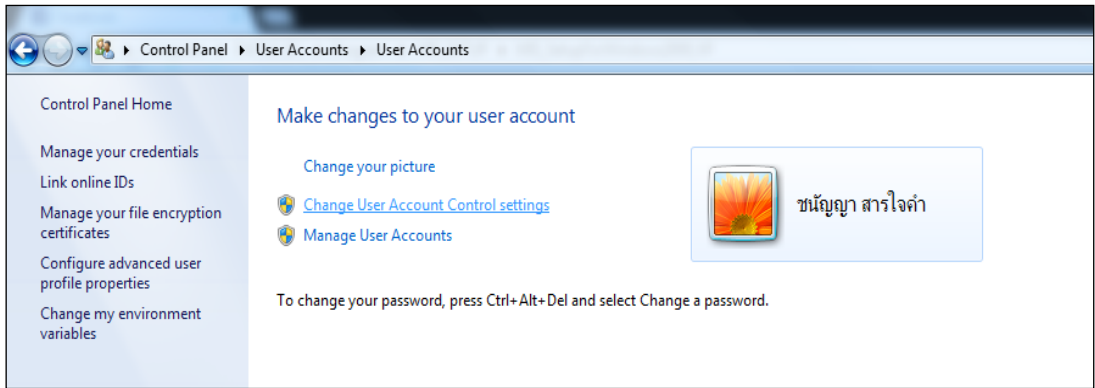 Control Panel ▸ User Accounts ▸ User Accounts
Control Panel Home
Manage your credentials
Link online IDs
Manage your file encryption
certificates
Configure advanced user
profile properties
Change my environment
variables
Make changes to your user account
Change your picture
Change User Account Control settings
Manage User Accounts
ชนัญญา สารใจคำ
To change your password, press Ctrl+Alt+Del and select Change a password.